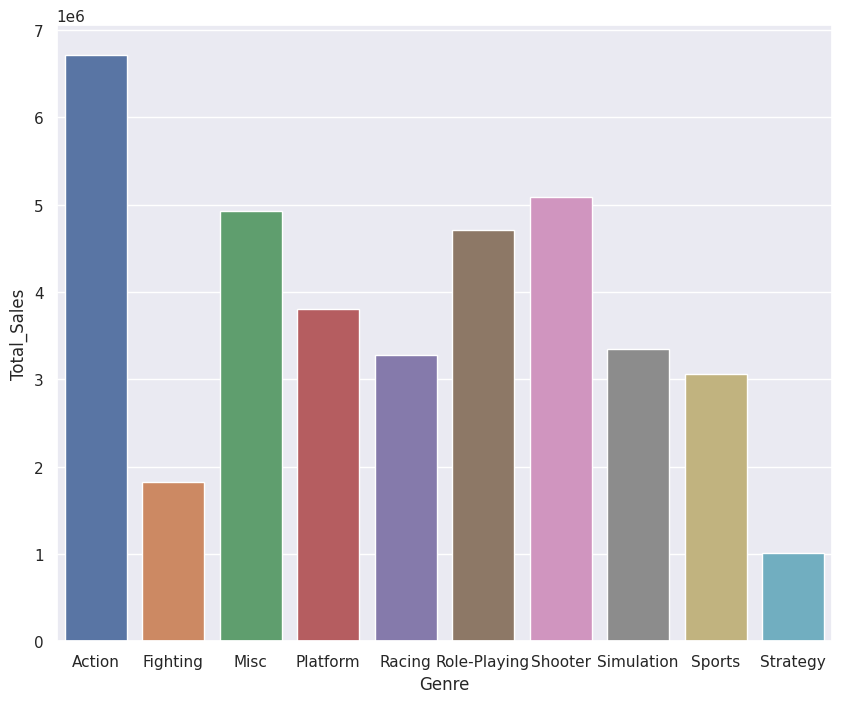 1e6
7
6
5
4
3
2
1
0
Total_Sales
Action Fighting Misc Platform Racing Role-Playing Shooter Simulation Sports Strategy
Genre